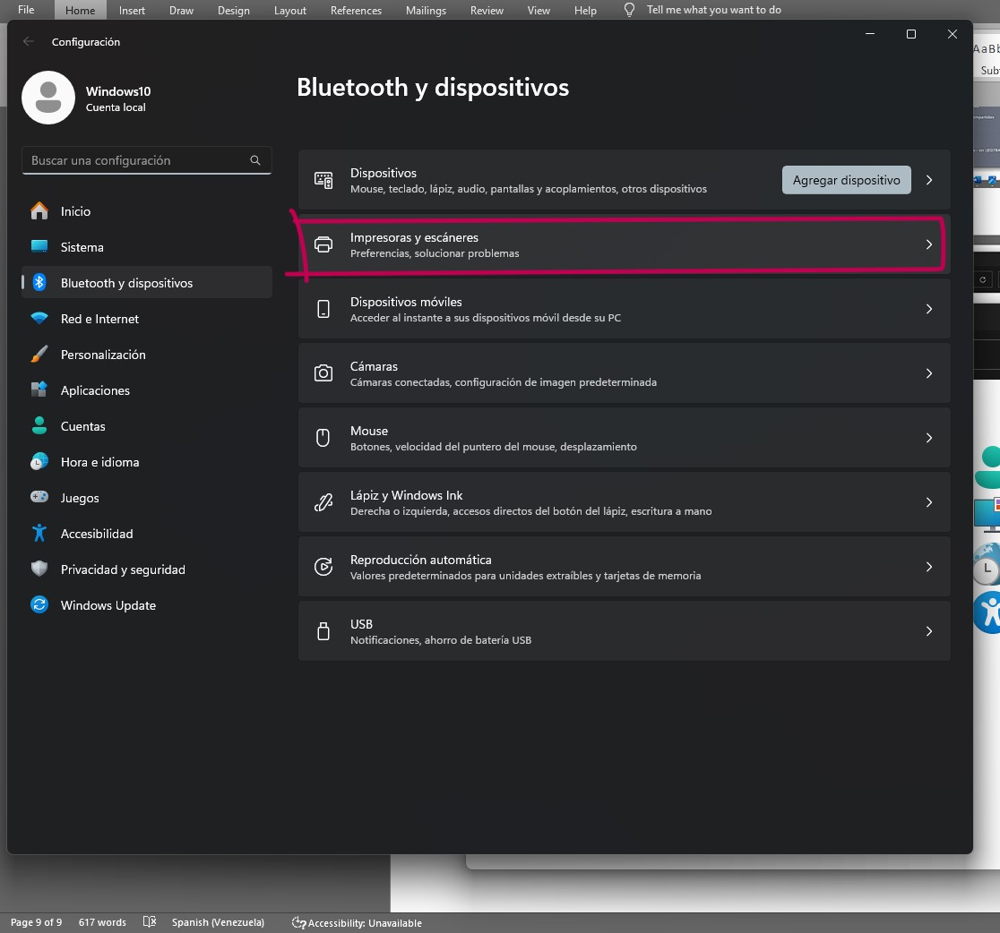 File Home Insert Draw Design Layout References Mailings Review View Help Tell me what you want to do
Configuración
Windows10
Cuenta local
Buscar una configuración
Inicio
Sistema
Bluetooth y dispositivos
Red e Internet
Personalización
Aplicaciones
Cuentas
Hora e idioma
Juegos
Accesibilidad
Privacidad y seguridad
Windows Update
Bluetooth y dispositivos
Dispositivos
Mouse, teclado, lápiz, audio, pantallas y acoplamientos, otros dispositivos
Agregar dispositivo
Impresoras y escáneres
Preferencias, solucionar problemas
Dispositivos móviles
Acceder al instante a sus dispositivos móvil desde su PC
Cámaras
Cámaras conectadas, configuración de imagen predeterminada
Mouse
Botones, velocidad del puntero del mouse, desplazamiento
Lápiz y Windows Ink
Derecha o izquierda, accesos directos del botón del lápiz, escritura a mano
Reproducción automática
Valores predeterminados para unidades extraíbles y tarjetas de memoria
USB
Notificaciones, ahorro de batería USB
Page 9 of 9 617 words Spanish (Venezuela) Accessibility: Unavailable